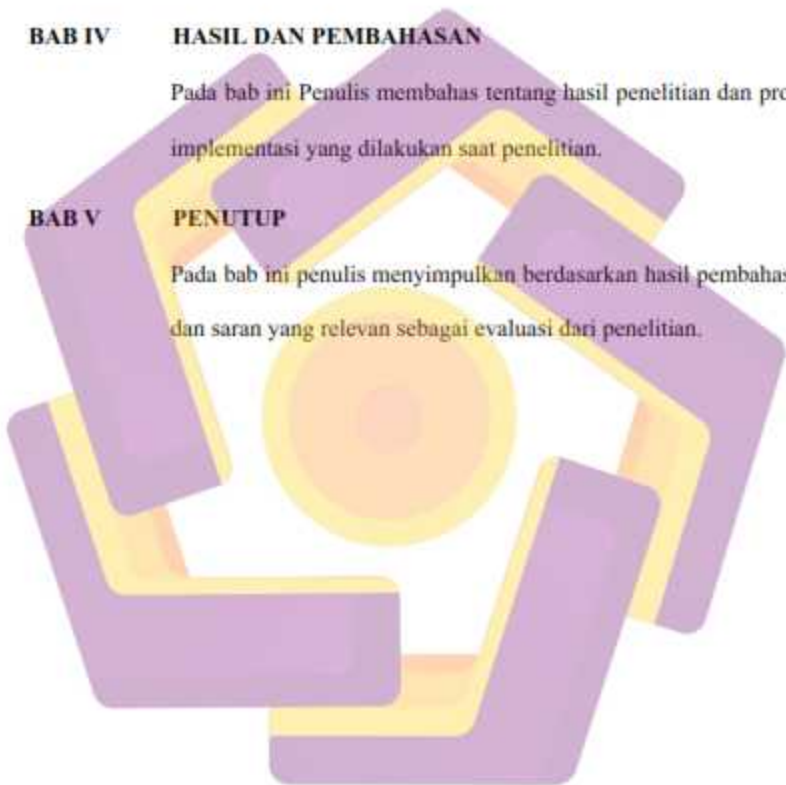 BAB IV HASIL DAN PEMBAHASAN
Pada bab ini Penulis membahas tentang hasil penelitian dan pro
implementasi yang dilakukan saat penelitian.
BAB V PENUTUP
Pada bab ini penulis menyimpulkan berdasarkan hasil pembahas
dan saran yang relevan sebagai evaluasi dari penelitian.